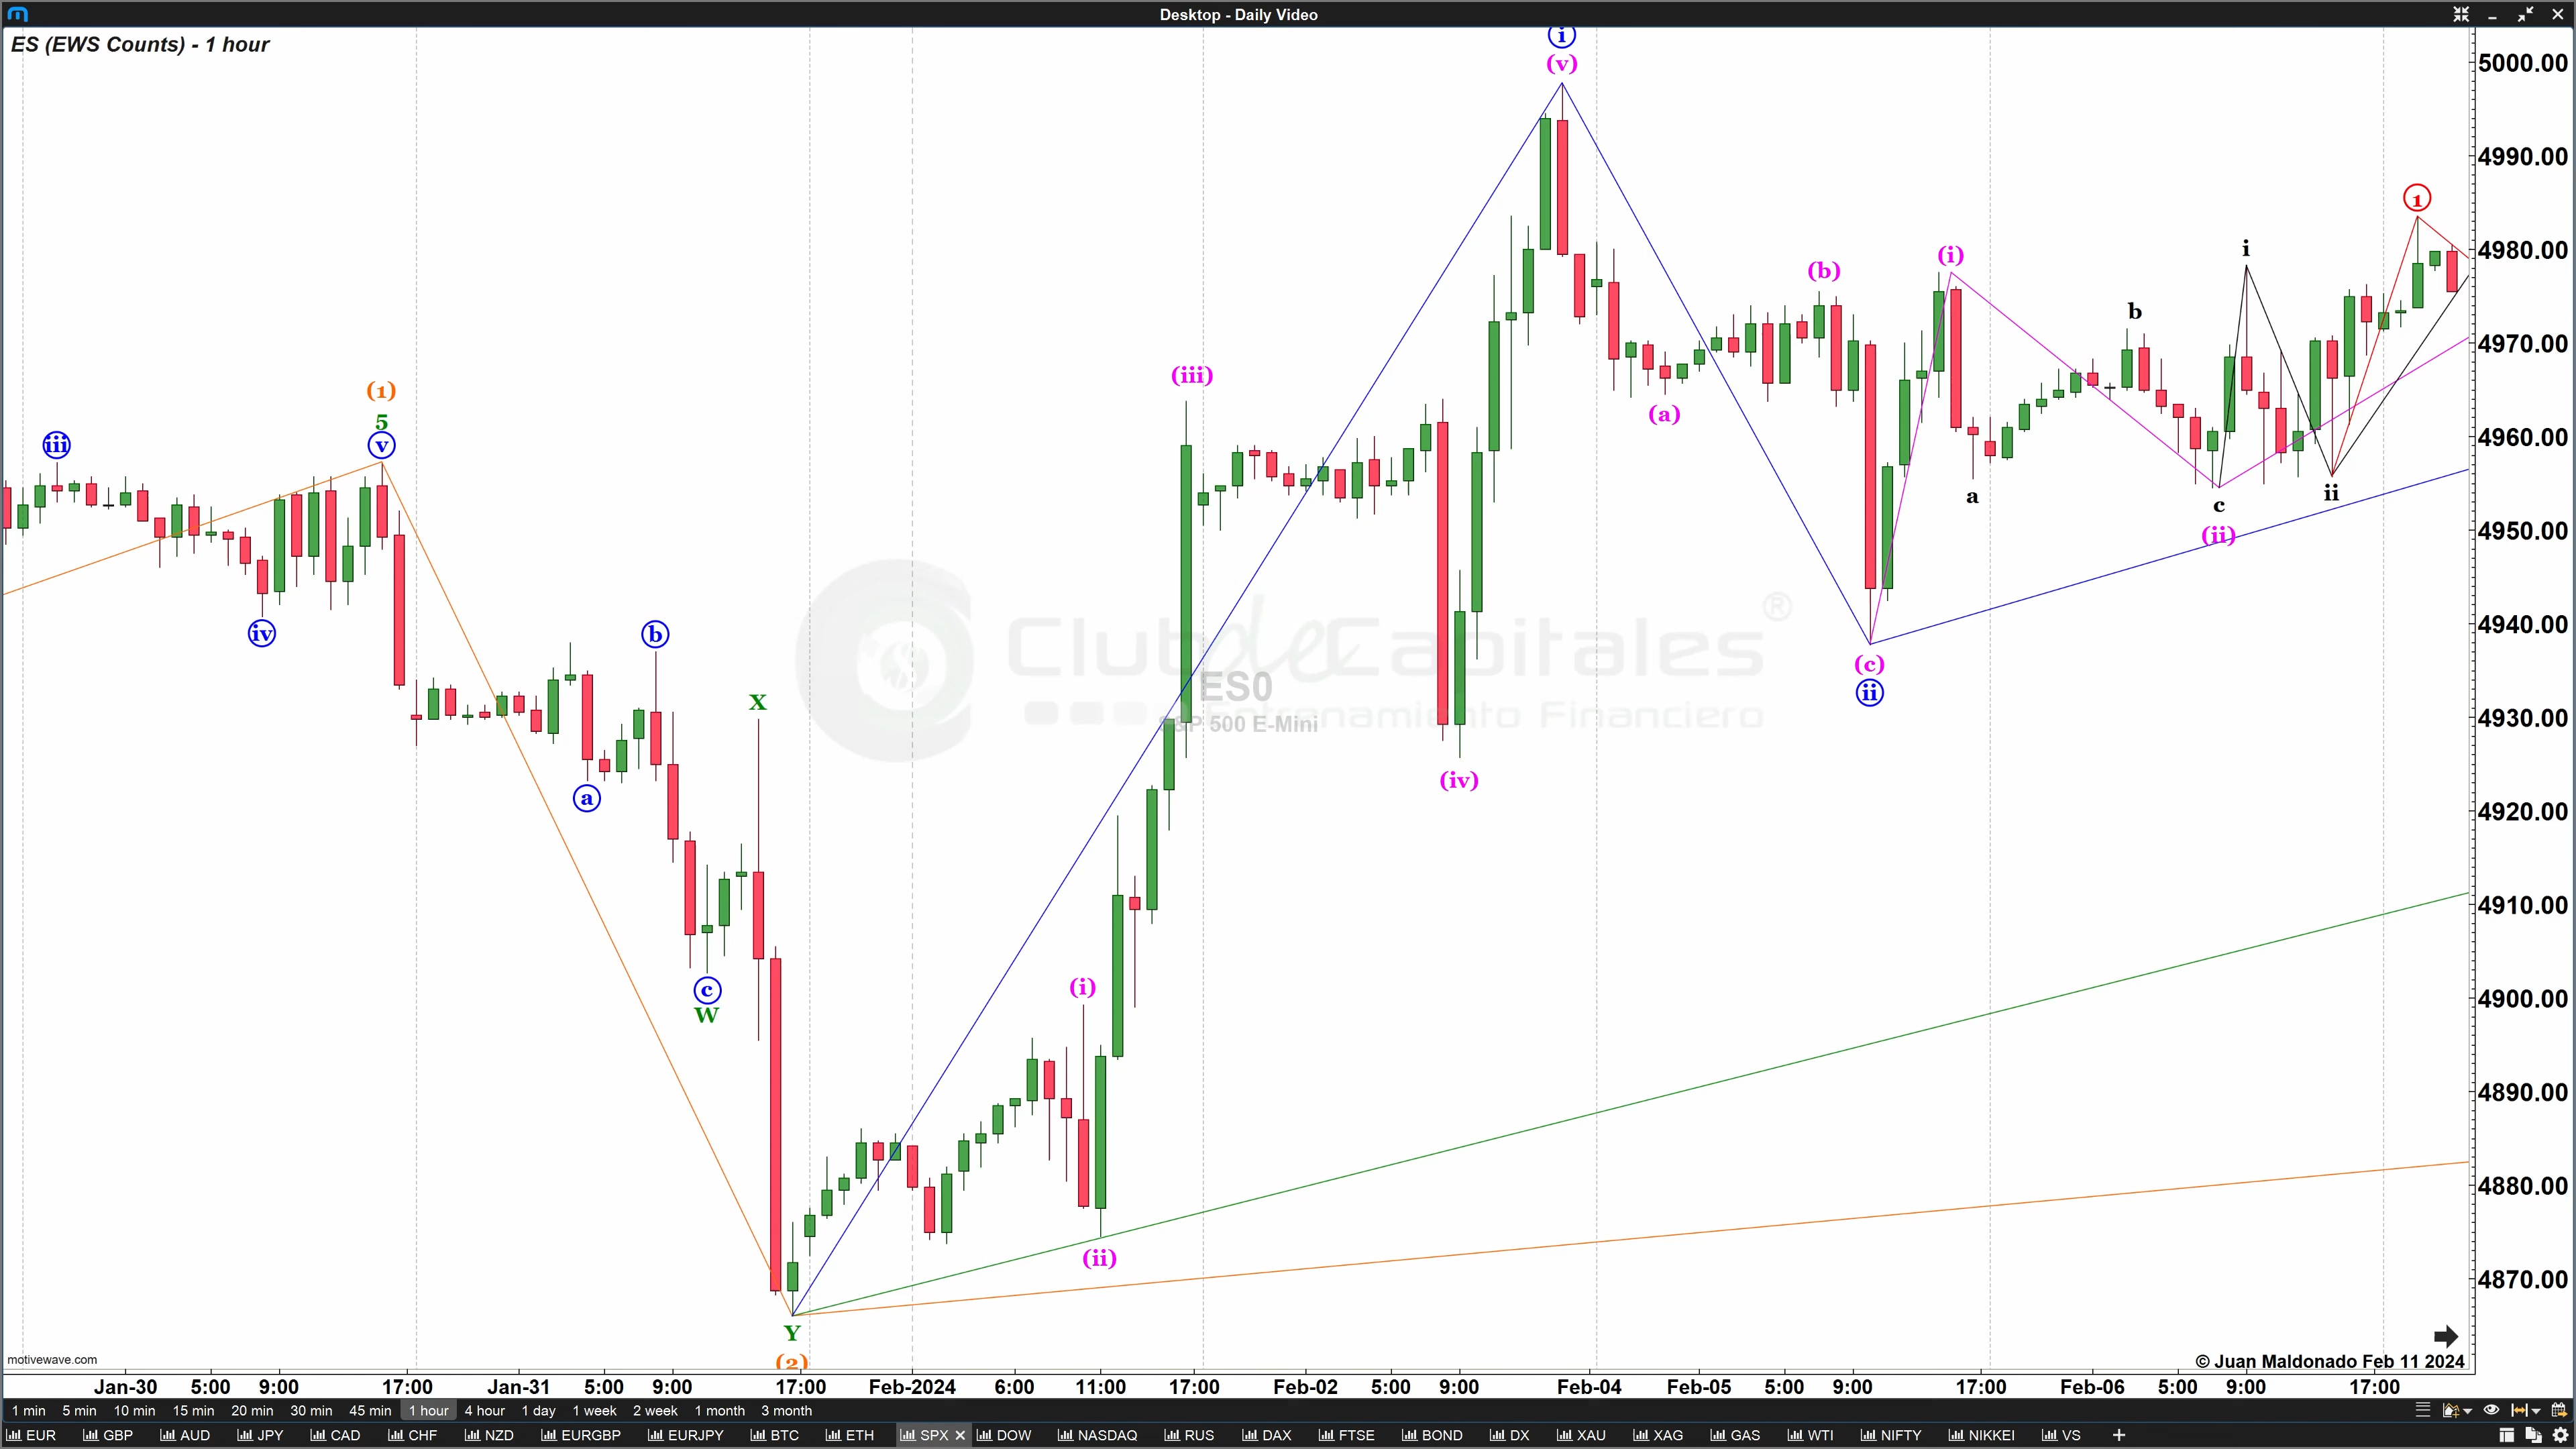 Desktop - Daily Video
ES (EWS Counts) - 1 hour
i
(v)
5000.00
4990.00
4980.00
4970.00
4960.00
4950.00
4940.00
4930.00
4920.00
4910.00
4900.00
4890.00
4880.00
4870.00
1
i
(i)
(b)
b
(iii)
(1)
5
v
iii
(a)
a
ii
c
(ii)
iv
b
(c)
ii
X
Club de Capitales®
ES0
S&P 500 E-Mini
Entrenamiento Financiero
(iv)
a
c
W
(i)
(ii)
Y
(2)
motivewave.com
© Juan Maldonado Feb 11 2024
Jan-30 5:00 9:00 17:00 Jan-31 5:00 9:00 17:00 Feb-2024 6:00 11:00 17:00 Feb-02 5:00 9:00 Feb-04 Feb-05 5:00 9:00 17:00 Feb-06 5:00 9:00 17:00
1 min 5 min 10 min 15 min 20 min 30 min 45 min 1 hour 4 hour 1 day 1 week 2 week 1 month 3 month
EUR GBP AUD JPY CAD CHF NZD EURGBP EURJPY BTC ETH SPX DOW NASDAQ RUS DAX FTSE BOND DX XAU XAG GAS WTI NIFTY NIKKEI VS